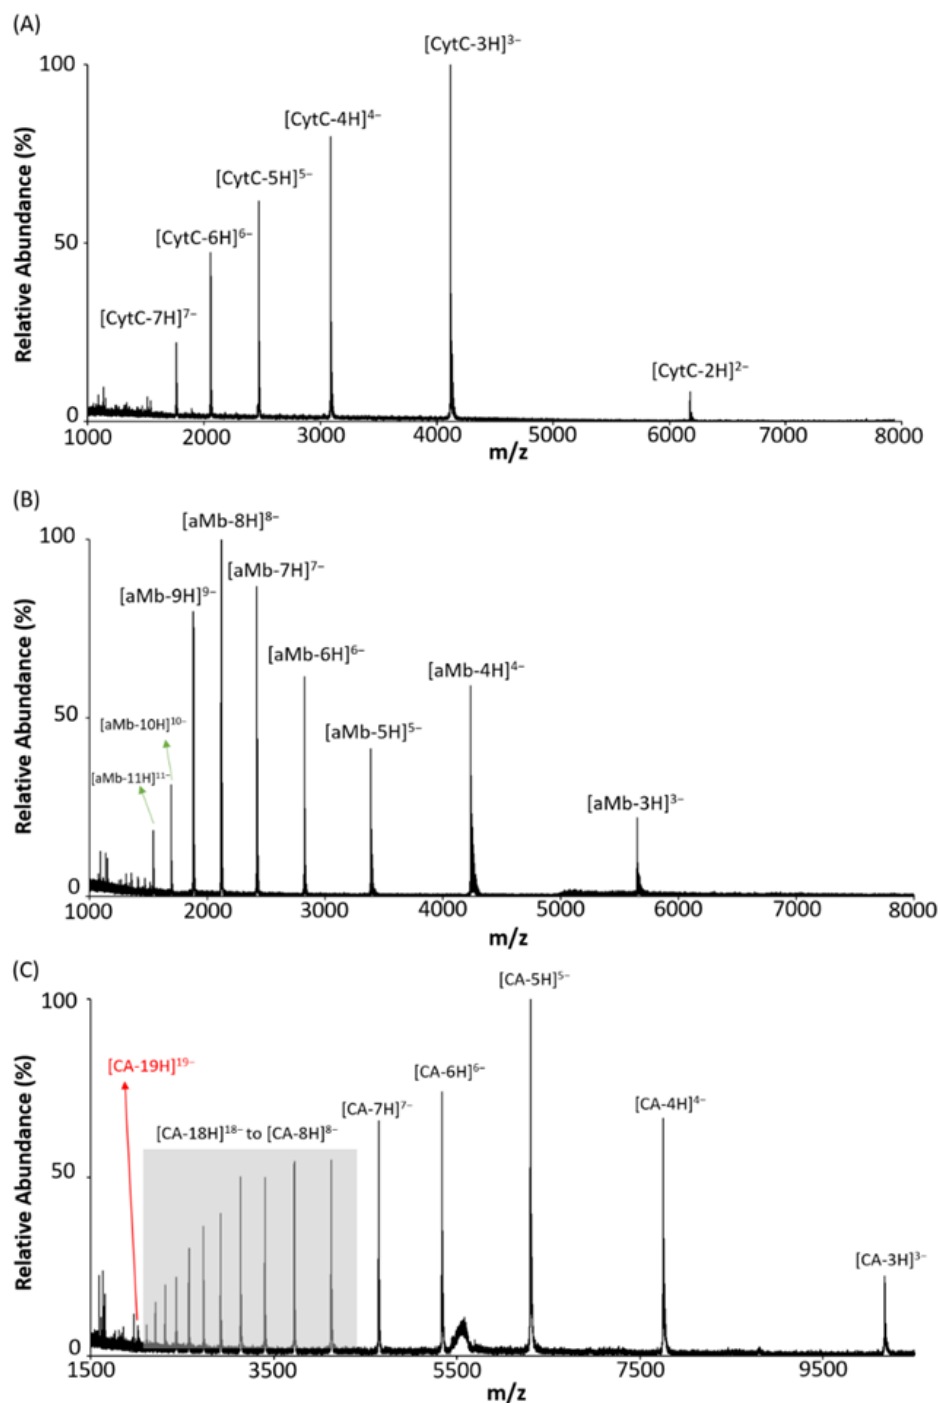 (A)
Relative Abundance (%)
100
50
0
[CytC-7H]⁷⁻
[CytC-6H]⁶⁻
[CytC-5H]⁵⁻
[CytC-4H]⁴⁻
[CytC-3H]³⁻
[CytC-2H]²⁻
1000 2000 3000 4000 5000 6000 7000 8000
m/z
(B)
Relative Abundance (%)
100
50
0
[aMb-11H]¹¹⁻
[aMb-10H]¹⁰⁻
[aMb-9H]⁹⁻
[aMb-8H]⁸⁻
[aMb-7H]⁷⁻
[aMb-6H]⁶⁻
[aMb-5H]⁵⁻
[aMb-4H]⁴⁻
[aMb-3H]³⁻
1000 2000 3000 4000 5000 6000 7000 8000
m/z
(C)
Relative Abundance (%)
100
50
0
[CA-19H]¹⁹⁻
[CA-18H]¹⁸⁻ to [CA-8H]⁸⁻
[CA-7H]⁷⁻
[CA-6H]⁶⁻
[CA-5H]⁵⁻
[CA-4H]⁴⁻
[CA-3H]³⁻
1500 3500 5500 7500 9500
m/z